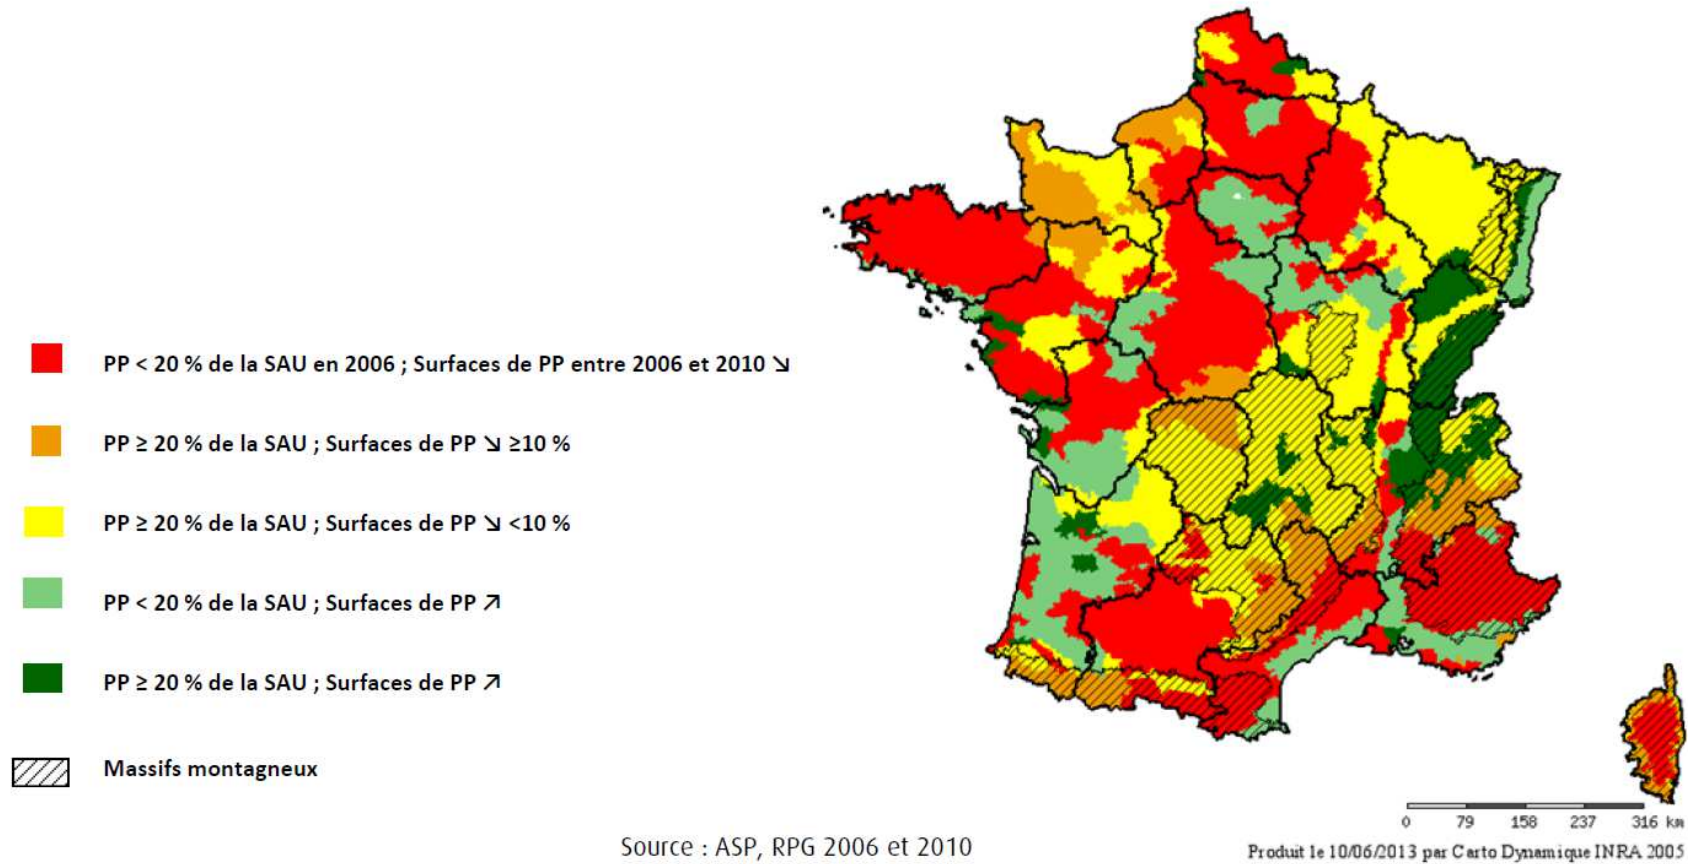 PP < 20 % de la SAU en 2006 ; Surfaces de PP entre 2006 et 2010 ↘
PP ≥ 20 % de la SAU ; Surfaces de PP ↘ ≥10 %
PP ≥ 20 % de la SAU ; Surfaces de PP ↘ <10 %
PP < 20 % de la SAU ; Surfaces de PP ↗
PP ≥ 20 % de la SAU ; Surfaces de PP ↗
Massifs montagneux
0 79 158 237 316 km
Source : ASP, RPG 2006 et 2010
Produit le 10/06/2013 par Carto Dynamique INRA 2005